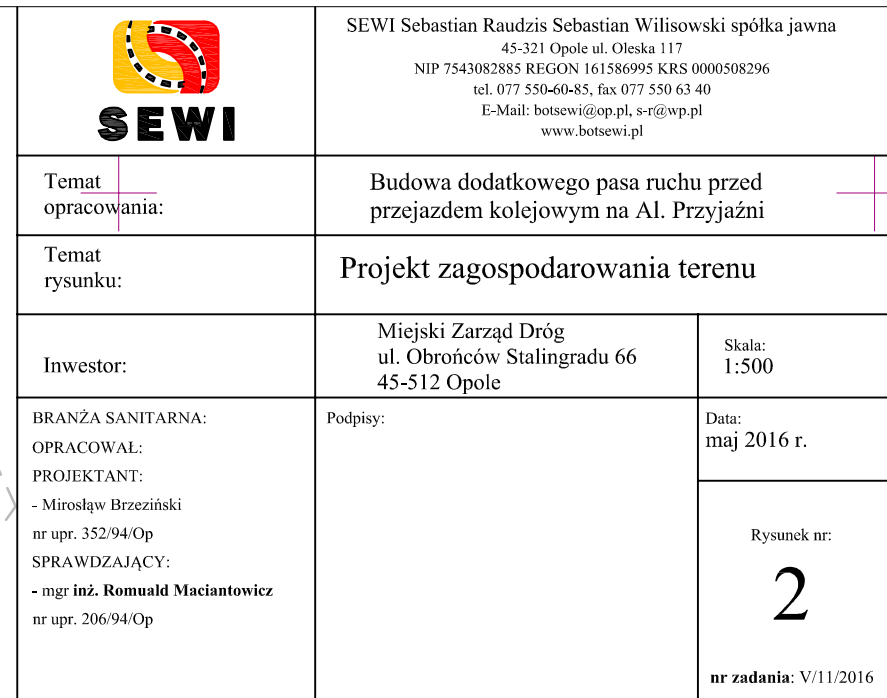 SEWI
SEWI Sebastian Raudzis Sebastian Wilisowski spółka jawna
45-321 Opole ul. Oleska 117
NIP 7543082885 REGON 161586995 KRS 0000508296
tel. 077 550-60-85, fax 077 550 63 40
E-Mail: botsewi@op.pl, s-r@wp.pl
www.botsewi.pl
Temat
opracowania:
Budowa dodatkowego pasa ruchu przed
przejazdem kolejowym na Al. Przyjaźni
Temat
rysunku:
Projekt zagospodarowania terenu
Inwestor:
Miejski Zarząd Dróg
ul. Obrońców Stalingradu 66
45-512 Opole
Skala:
1:500
BRANŻA SANITARNA:
OPRACOWAŁ:
PROJEKTANT:
- Mirosłąw Brzeziński
nr upr. 352/94/Op
SPRAWDZAJĄCY:
- mgr inż. Romuald Maciantowicz
nr upr. 206/94/Op
Podpisy:
Data:
maj 2016 r.
Rysunek nr:
2
nr zadania: V/11/2016